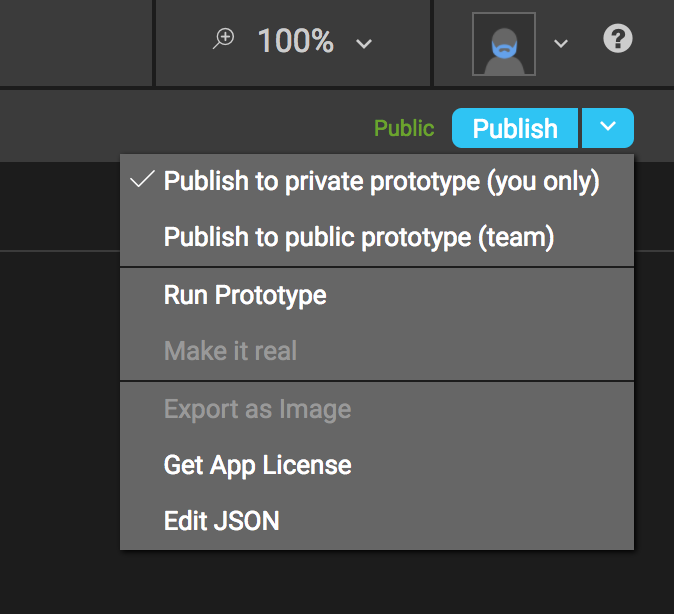 100%
?
Public
Publish
Publish to private prototype (you only)
Publish to public prototype (team)
Run Prototype
Make it real
Export as Image
Get App License
Edit JSON